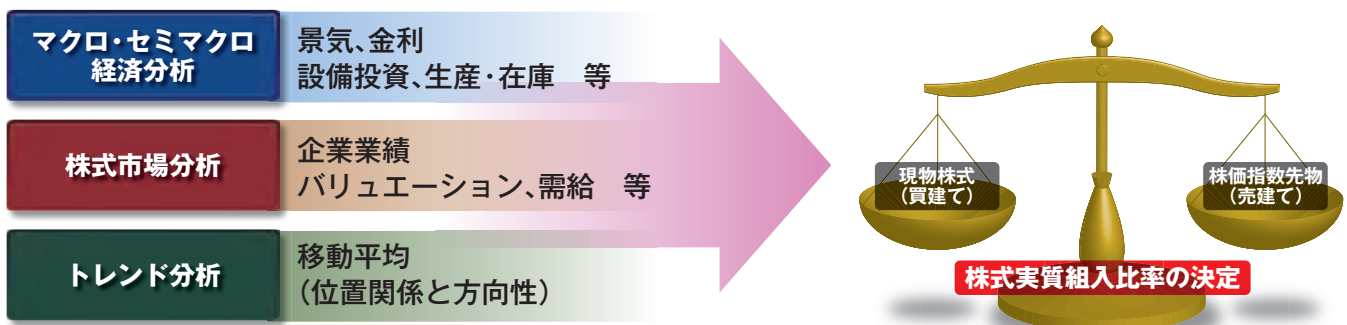 マクロ・セミマクロ
経済分析
景気、金利
設備投資、生産・在庫　等
株式市場分析
企業業績
バリュエーション、需給　等
トレンド分析
移動平均
（位置関係と方向性）
現物株式
（買建て）
株価指数先物
（売建て）
株式実質組入比率の決定